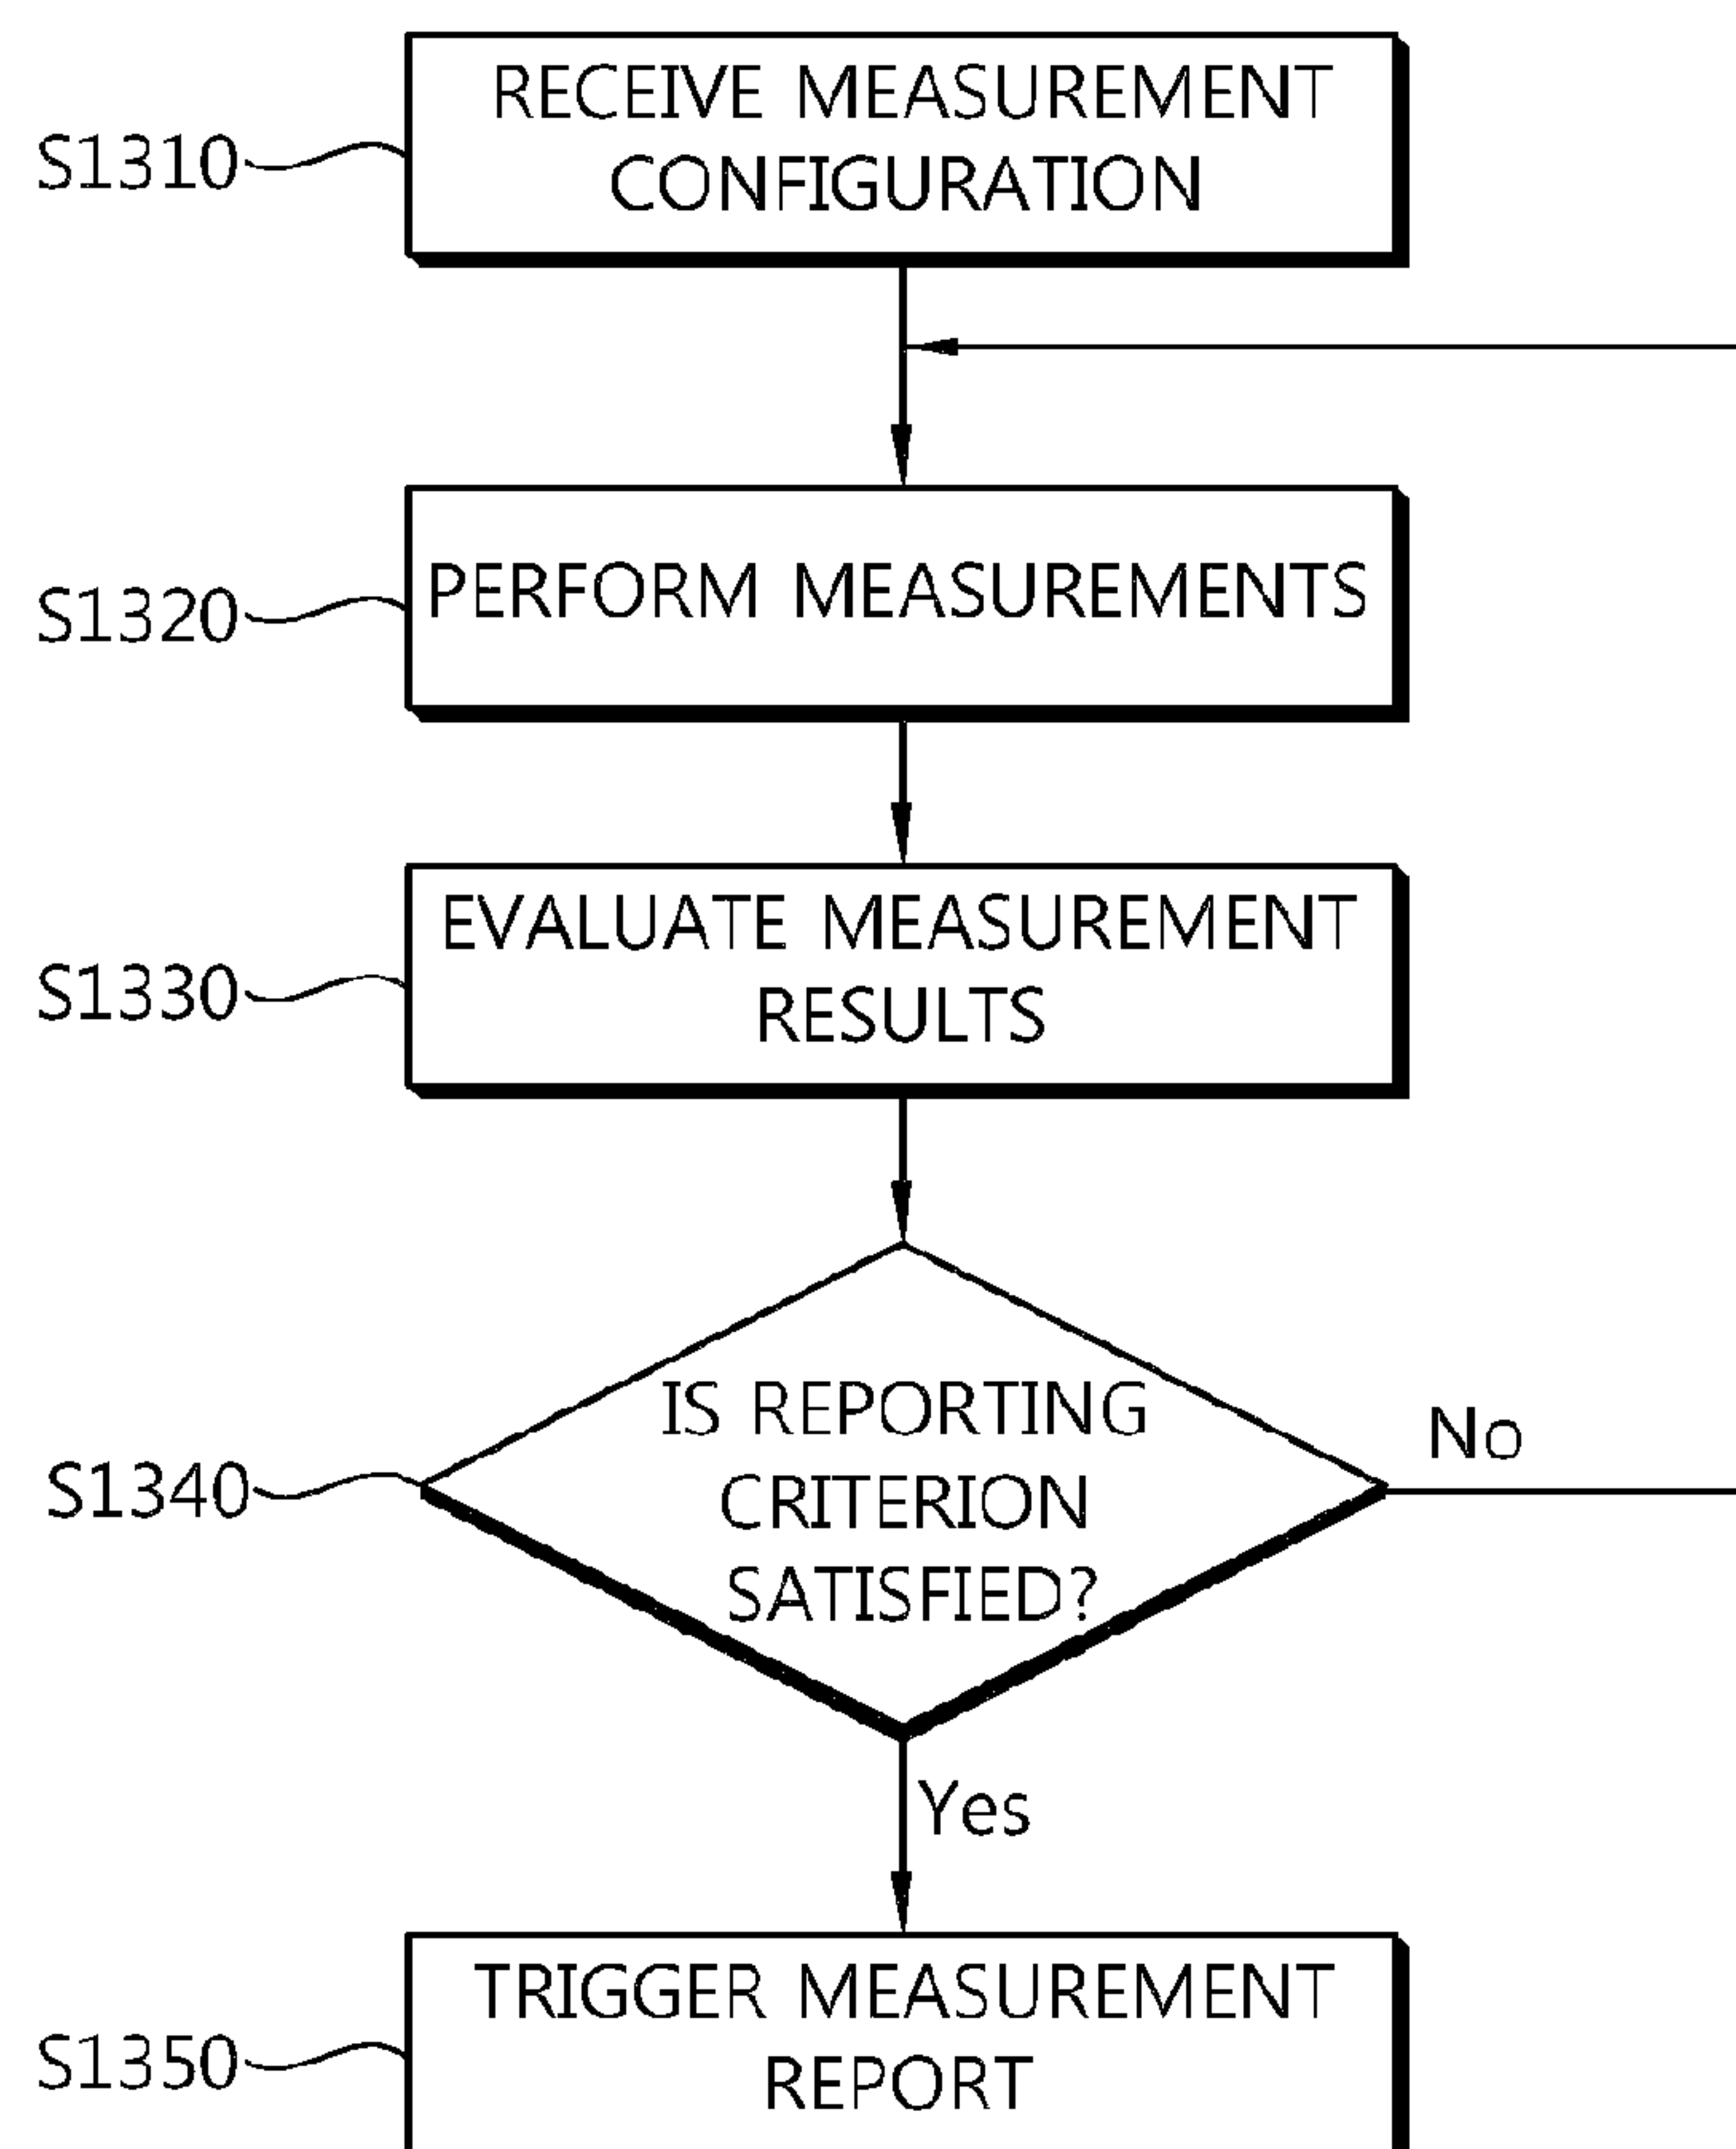 RECEIVE MEASUREMENT
CONFIGURATION
S1310
PERFORM MEASUREMENTS
S1320
EVALUATE MEASUREMENT
RESULTS
S1330
IS REPORTING
CRITERION
SATISFIED?
S1340
No
Yes
TRIGGER MEASUREMENT
REPORT
S1350